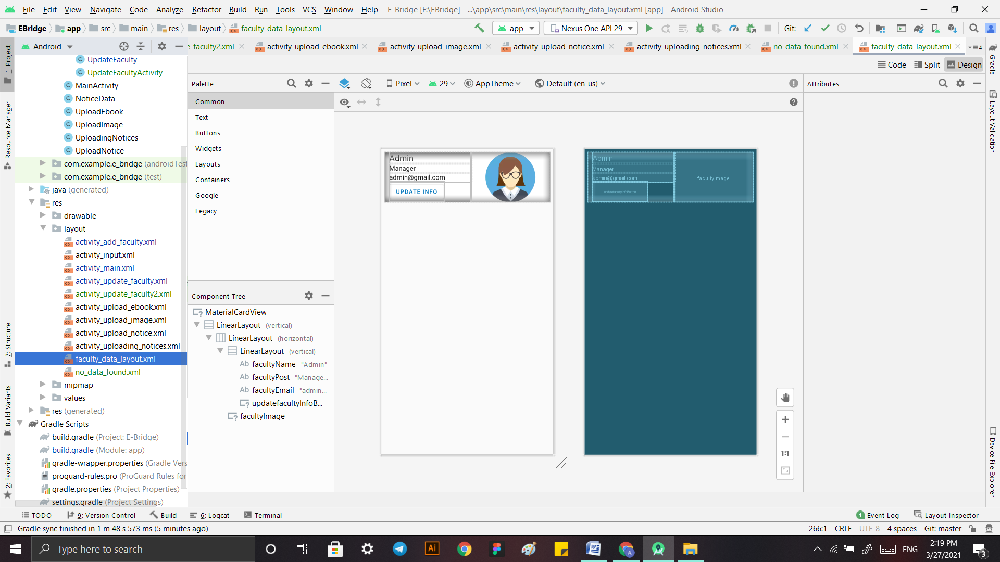 File Edit View Navigate Code Analyze Refactor Build Run Tools VCS Window Help E-Bridge [F:\EBridge] - ...\app\src\main\res\layout\faculty_data_layout.xml [app] - Android Studio
EBridge app src main res layout faculty_data_layout.xml app Nexus One API 29 Git:
Android
e_faculty2.xml activity_upload_ebook.xml activity_upload_image.xml activity_upload_notice.xml activity_uploading_notices.xml no_data_found.xml faculty_data_layout.xml 4
Code Split Design
1: Project
Resource Manager
7: Structure
Build Variants
2: Favorites
UpdateFaculty
UpdateFacultyActivity
MainActivity
NoticeData
UploadEbook
UploadImage
UploadingNotices
UploadNotice
com.example.e_bridge (androidTest
com.example.e_bridge (test)
java (generated)
res
drawable
layout
activity_add_faculty.xml
activity_input.xml
activity_main.xml
activity_update_faculty.xml
activity_update_faculty2.xml
activity_upload_ebook.xml
activity_upload_image.xml
activity_upload_notice.xml
activity_uploading_notices.xml
faculty_data_layout.xml
no_data_found.xml
mipmap
values
res (generated)
Gradle Scripts
build.gradle (Project: E-Bridge)
build.gradle (Module: app)
gradle-wrapper.properties (Gradle Vers
proguard-rules.pro (ProGuard Rules for
gradle.properties (Project Properties)
settings.gradle (Project Settings)
Palette
Common
Text
Buttons
Widgets
Layouts
Containers
Google
Legacy
Component Tree
MaterialCardView
LinearLayout (vertical)
LinearLayout (horizontal)
LinearLayout (vertical)
Ab facultyName "Admin"
Ab facultyPost "Manage...
Ab facultyEmail "admin...
updatefacultyInfoB...
facultyImage
Pixel 29 AppTheme Default (en-us)
Admin
Manager
admin@gmail.com
UPDATE INFO
Admin
Manager
admin@gmail.com
updatefacultyInfoButton
facultyImage
1:1
Attributes
Gradle
Layout Validation
Device File Explorer
TODO 9: Version Control Build 6: Logcat Terminal 1 Event Log Layout Inspector
Gradle sync finished in 1 m 48 s 573 ms (5 minutes ago) 266:1 CRLF UTF-8 4 spaces Git: master
Type here to search
Ai
A
ENG
2:19 PM
3/27/2021
3